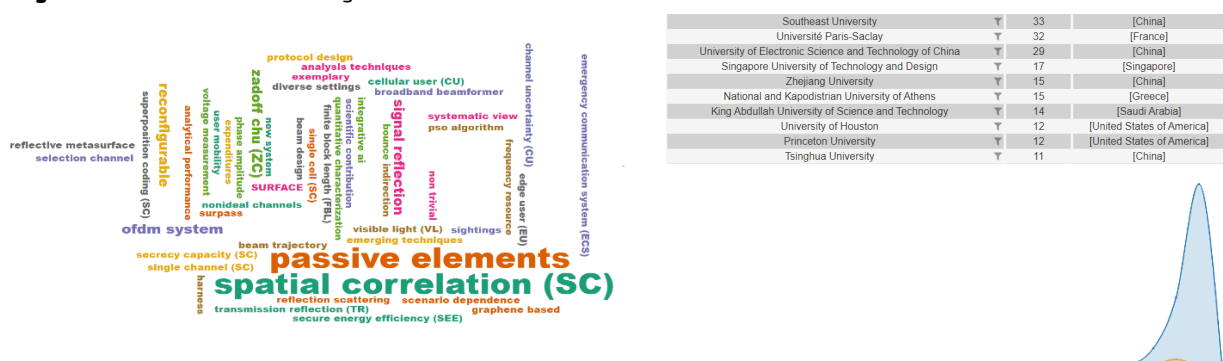 protocol design
analysis techniques
exemplary
diverse settings
cellular user (CU)
broadband beamformer
channel uncertainty (CU)
emergency communication system (ECS)
zadoff chu (ZC)
reconfigurable
superposition coding (SC)
analytical performance
voltage measurement
user mobility
expenditures
phase amplitude
new system
beam design
single cell (SC)
finite block length (FBL)
quantitative characterization
scientific contribution
integrative ai
bounce indirection
signal reflection
systematic view
pso algorithm
frequency resource
edge user (EU)
non trivial
reflective metasurface
selection channel
SURFACE
nonideal channels
surpass
ofdm system
visible light (VL)
sightings
emerging techniques
beam trajectory
secrecy capacity (SC)
single channel (SC)
passive elements
harness
spatial correlation (SC)
reflection scattering
scenario dependence
transmission reflection (TR)
graphene based
secure energy efficiency (SEE)
Southeast University 33 [China]
Université Paris-Saclay 32 [France]
University of Electronic Science and Technology of China 29 [China]
Singapore University of Technology and Design 17 [Singapore]
Zhejiang University 15 [China]
National and Kapodistrian University of Athens 15 [Greece]
King Abdullah University of Science and Technology 14 [Saudi Arabia]
University of Houston 12 [United States of America]
Princeton University 12 [United States of America]
Tsinghua University 11 [China]